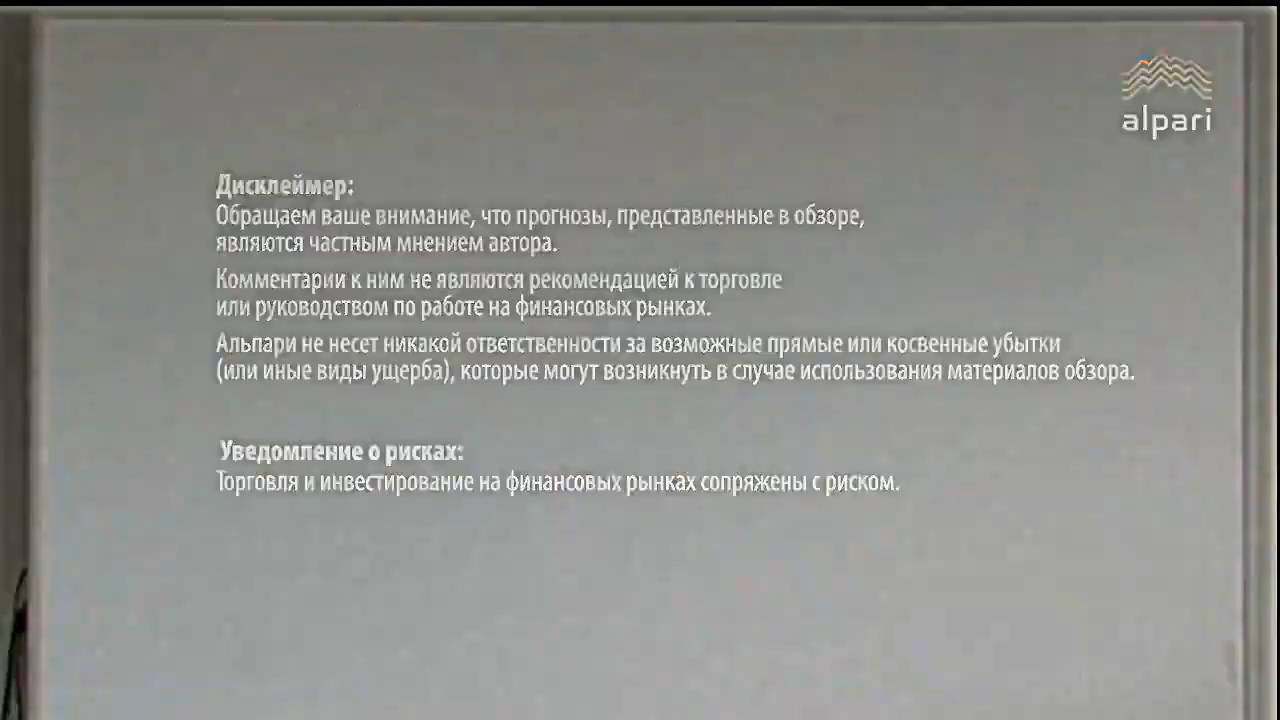 alpari
Дисклеймер:
Обращаем ваше внимание, что прогнозы, представленные в обзоре,
являются частным мнением автора.
Комментарии к ним не являются рекомендацией к торговле
или руководством по работе на финансовых рынках.
Альпари не несет никакой ответственности за возможные прямые или косвенные убытки
(или иные виды ущерба), которые могут возникнуть в случае использования материалов обзора.
Уведомление о рисках:
Торговля и инвестирование на финансовых рынках сопряжены с риском.